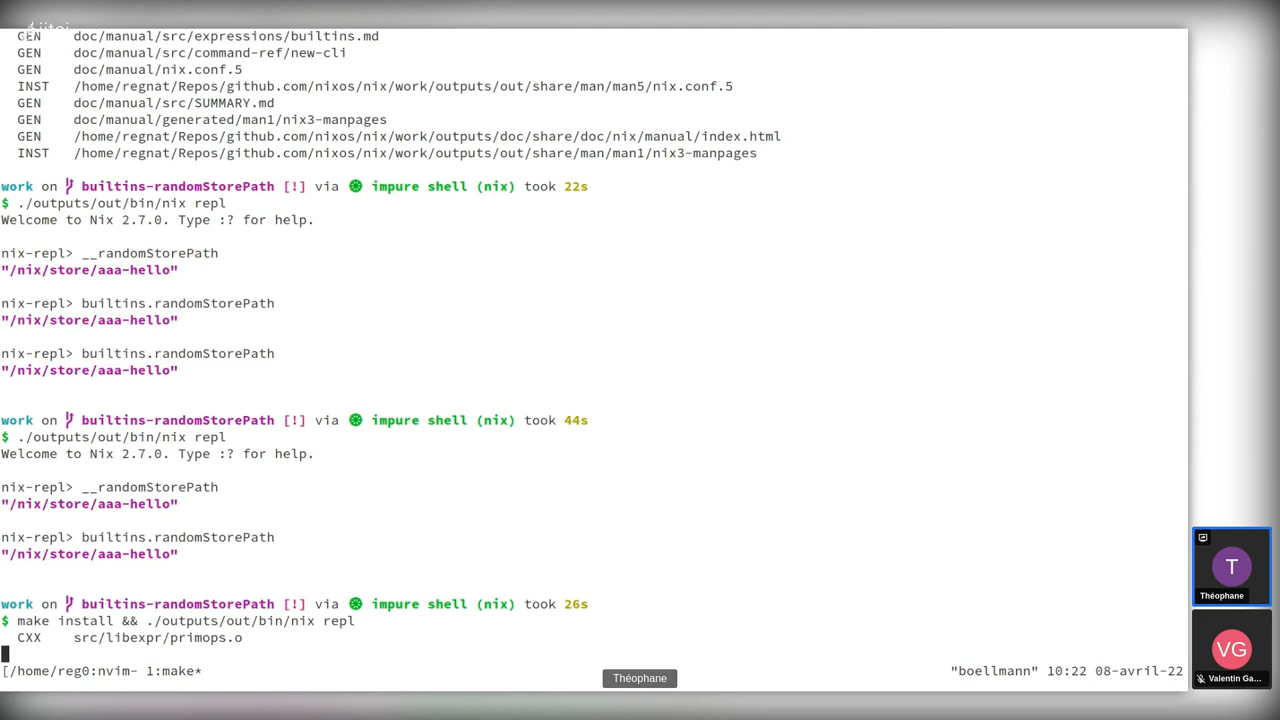 GEN doc/manual/src/expressions/builtins.md
GEN doc/manual/src/command-ref/new-cli
GEN doc/manual/nix.conf.5
INST /home/regnat/Repos/github.com/nixos/nix/work/outputs/out/share/man/man5/nix.conf.5
GEN doc/manual/src/SUMMARY.md
GEN doc/manual/generated/man1/nix3-manpages
GEN /home/regnat/Repos/github.com/nixos/nix/work/outputs/doc/share/doc/nix/manual/index.html
INST /home/regnat/Repos/github.com/nixos/nix/work/outputs/out/share/man/man1/nix3-manpages
work on builtins-randomStorePath [!] via impure shell (nix) took 22s
$ ./outputs/out/bin/nix repl
Welcome to Nix 2.7.0. Type :? for help.
nix-repl> __randomStorePath
"/nix/store/aaa-hello"
nix-repl> builtins.randomStorePath
"/nix/store/aaa-hello"
nix-repl> builtins.randomStorePath
"/nix/store/aaa-hello"
work on builtins-randomStorePath [!] via impure shell (nix) took 44s
$ ./outputs/out/bin/nix repl
Welcome to Nix 2.7.0. Type :? for help.
nix-repl> __randomStorePath
"/nix/store/aaa-hello"
nix-repl> builtins.randomStorePath
"/nix/store/aaa-hello"
work on builtins-randomStorePath [!] via impure shell (nix) took 26s
$ make install && ./outputs/out/bin/nix repl
CXX src/libexpr/primops.o
[/home/reg0:nvim- 1:make* "boellmann" 10:22 08-avril-22
Théophane
T
Théophane
VG
Valentin Ga...